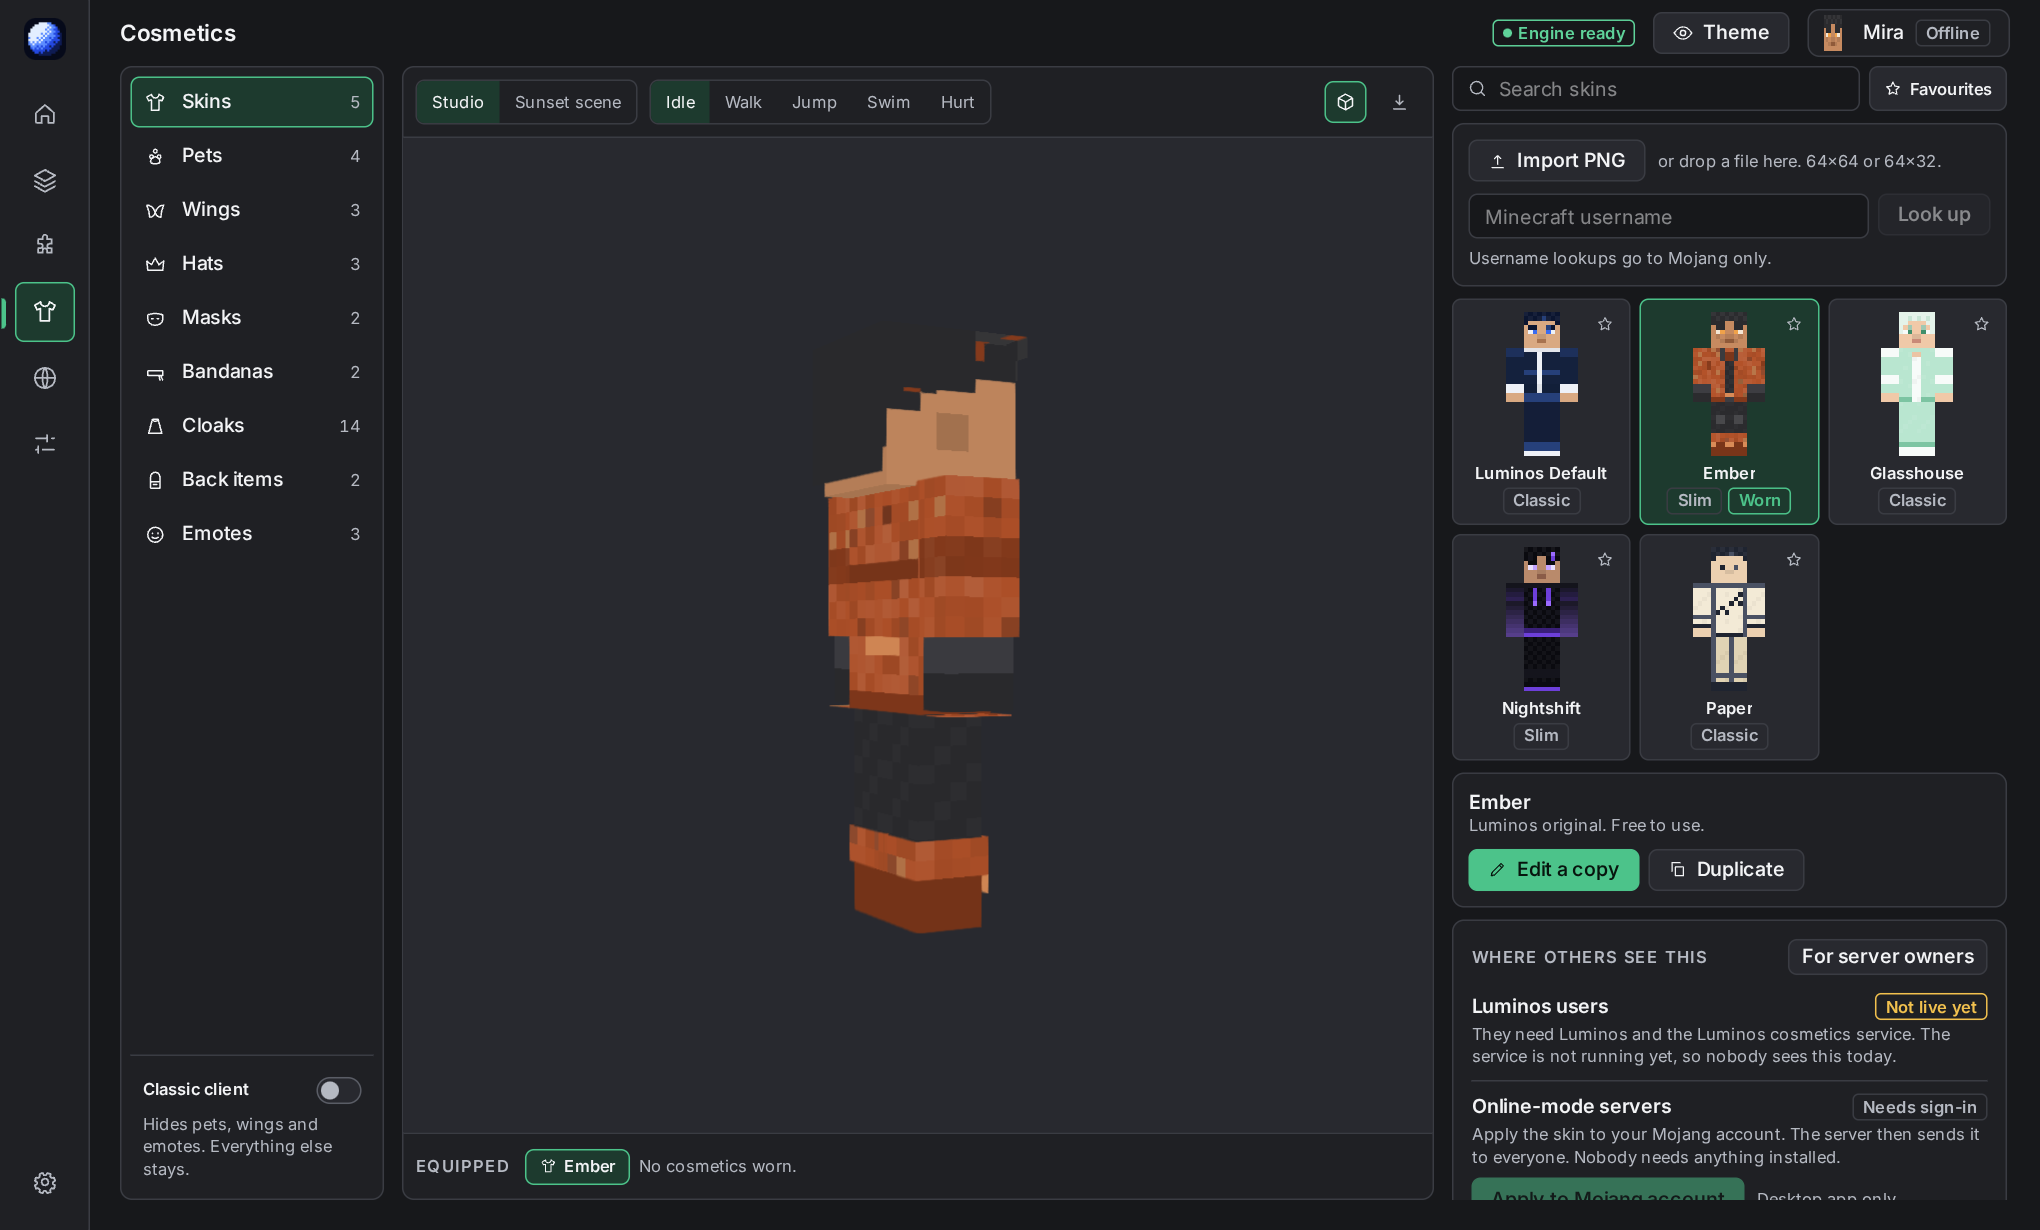 Cosmetics
Engine ready
Theme
Mira
Offline
Skins 5
Pets 4
Wings 3
Hats 3
Masks 2
Bandanas 2
Cloaks 14
Back items 2
Emotes 3
Classic client
Hides pets, wings and
emotes. Everything else
stays.
Studio
Sunset scene
Idle
Walk
Jump
Swim
Hurt
EQUIPPED
Ember
No cosmetics worn.
Search skins
Favourites
Import PNG
or drop a file here. 64×64 or 64×32.
Minecraft username
Look up
Username lookups go to Mojang only.
Luminos Default
Classic
Ember
Slim
Worn
Glasshouse
Classic
Nightshift
Slim
Paper
Classic
Ember
Luminos original. Free to use.
Edit a copy
Duplicate
WHERE OTHERS SEE THIS
For server owners
Luminos users
Not live yet
They need Luminos and the Luminos cosmetics service. The
service is not running yet, so nobody sees this today.
Online-mode servers
Needs sign-in
Apply the skin to your Mojang account. The server then sends it
to everyone. Nobody needs anything installed.
Apply to Mojang account
Desktop app only